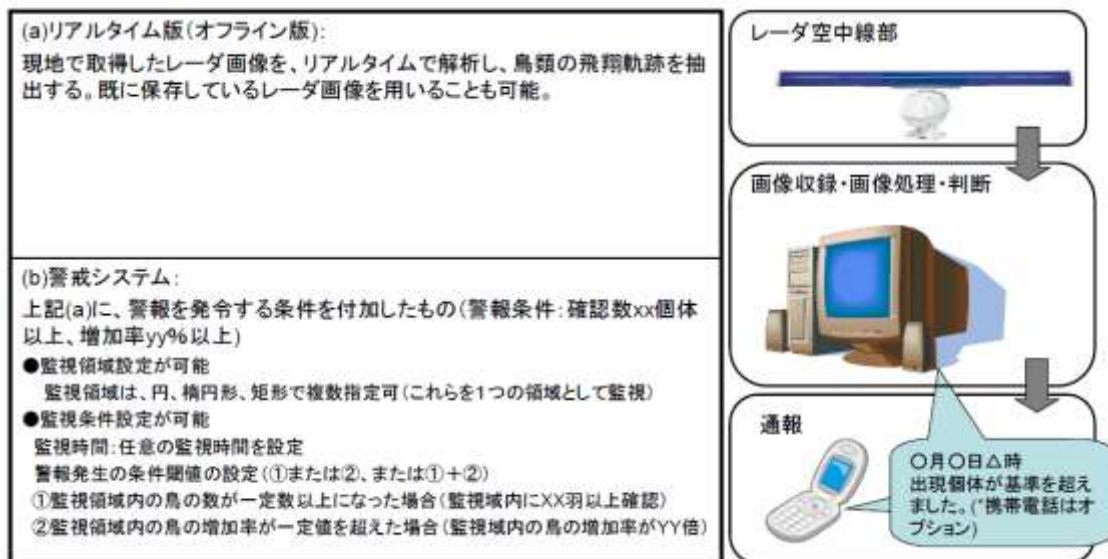 (a)リアルタイム版(オフライン版):
現地で取得したレーダ画像を、リアルタイムで解析し、鳥類の飛翔軌跡を抽
出する。既に保存しているレーダ画像を用いることも可能。
(b)警戒システム:
上記(a)に、警報を発令する条件を付加したもの(警報条件:確認数xx個体
以上、増加率yy%以上)
●監視領域設定が可能
監視領域は、円、楕円形、矩形で複数指定可(これらを1つの領域として監視)
●監視条件設定が可能
監視時間:任意の監視時間を設定
警報発生の条件閾値の設定(①または②、または①+②)
①監視領域内の鳥の数が一定数以上になった場合(監視域内にXX羽以上確認)
②監視領域内の鳥の増加率が一定値を超えた場合(監視域内の鳥の増加率がYY倍)
レーダ空中線部
画像収録・画像処理・判断
通報
〇月〇日△時
出現個体が基準を超え
ました。(*携帯電話はオ
プション)